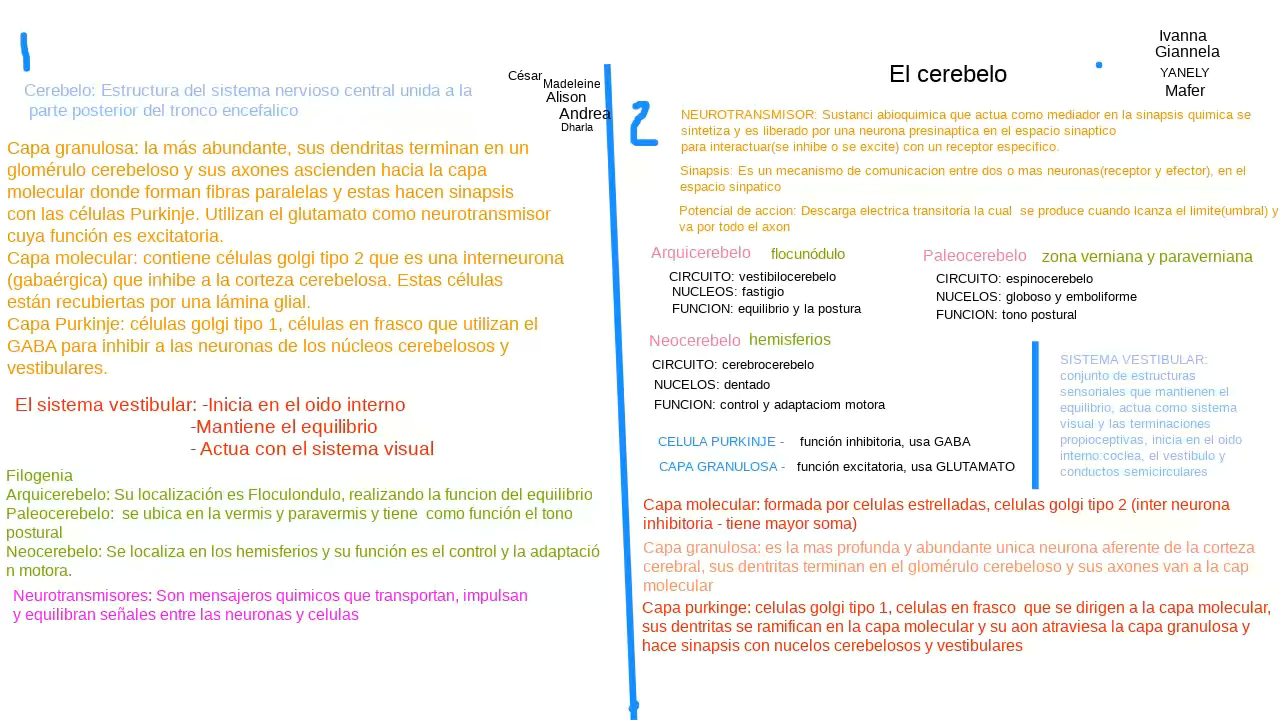 1
Cerebelo: Estructura del sistema nervioso central unida a la
parte posterior del tronco encefalico
César
Madeleine
Alison
Andrea
Dharla
Capa granulosa: la más abundante, sus dendritas terminan en un
glomérulo cerebeloso y sus axones ascienden hacia la capa
molecular donde forman fibras paralelas y estas hacen sinapsis
con las células Purkinje. Utilizan el glutamato como neurotransmisor
cuya función es excitatoria.
Capa molecular: contiene células golgi tipo 2 que es una interneurona
(gabaérgica) que inhibe a la corteza cerebelosa. Estas células
están recubiertas por una lámina glial.
Capa Purkinje: células golgi tipo 1, células en frasco que utilizan el
GABA para inhibir a las neuronas de los núcleos cerebelosos y
vestibulares.
El sistema vestibular: -Inicia en el oido interno
-Mantiene el equilibrio
- Actua con el sistema visual
Filogenia
Arquicerebelo: Su localización es Floculondulo, realizando la funcion del equilibrio
Paleocerebelo: se ubica en la vermis y paravermis y tiene como función el tono
postural
Neocerebelo: Se localiza en los hemisferios y su función es el control y la adaptació
n motora.
Neurotransmisores: Son mensajeros quimicos que transportan, impulsan
y equilibran señales entre las neuronas y celulas
El cerebelo
Ivanna
Giannela
YANELY
Mafer
2
NEUROTRANSMISOR: Sustanci abioquimica que actua como mediador en la sinapsis quimica se
sintetiza y es liberado por una neurona presinaptica en el espacio sinaptico
para interactuar(se inhibe o se excite) con un receptor especifico.
Sinapsis: Es un mecanismo de comunicacion entre dos o mas neuronas(receptor y efector), en el
espacio sinpatico
Potencial de accion: Descarga electrica transitoria la cual se produce cuando lcanza el limite(umbral) y
va por todo el axon
Arquicerebelo flocunódulo
CIRCUITO: vestibilocerebelo
NUCLEOS: fastigio
FUNCION: equilibrio y la postura
Paleocerebelo zona verniana y paraverniana
CIRCUITO: espinocerebelo
NUCELOS: globoso y emboliforme
FUNCION: tono postural
Neocerebelo hemisferios
CIRCUITO: cerebrocerebelo
NUCELOS: dentado
FUNCION: control y adaptaciom motora
CELULA PURKINJE - función inhibitoria, usa GABA
CAPA GRANULOSA - función excitatoria, usa GLUTAMATO
SISTEMA VESTIBULAR:
conjunto de estructuras
sensoriales que mantienen el
equilibrio, actua como sistema
visual y las terminaciones
propioceptivas, inicia en el oido
interno:coclea, el vestibulo y
conductos semicirculares
Capa molecular: formada por celulas estrelladas, celulas golgi tipo 2 (inter neurona
inhibitoria - tiene mayor soma)
Capa granulosa: es la mas profunda y abundante unica neurona aferente de la corteza
cerebral, sus dentritas terminan en el glomérulo cerebeloso y sus axones van a la cap
molecular
Capa purkinge: celulas golgi tipo 1, celulas en frasco que se dirigen a la capa molecular,
sus dentritas se ramifican en la capa molecular y su aon atraviesa la capa granulosa y
hace sinapsis con nucelos cerebelosos y vestibulares